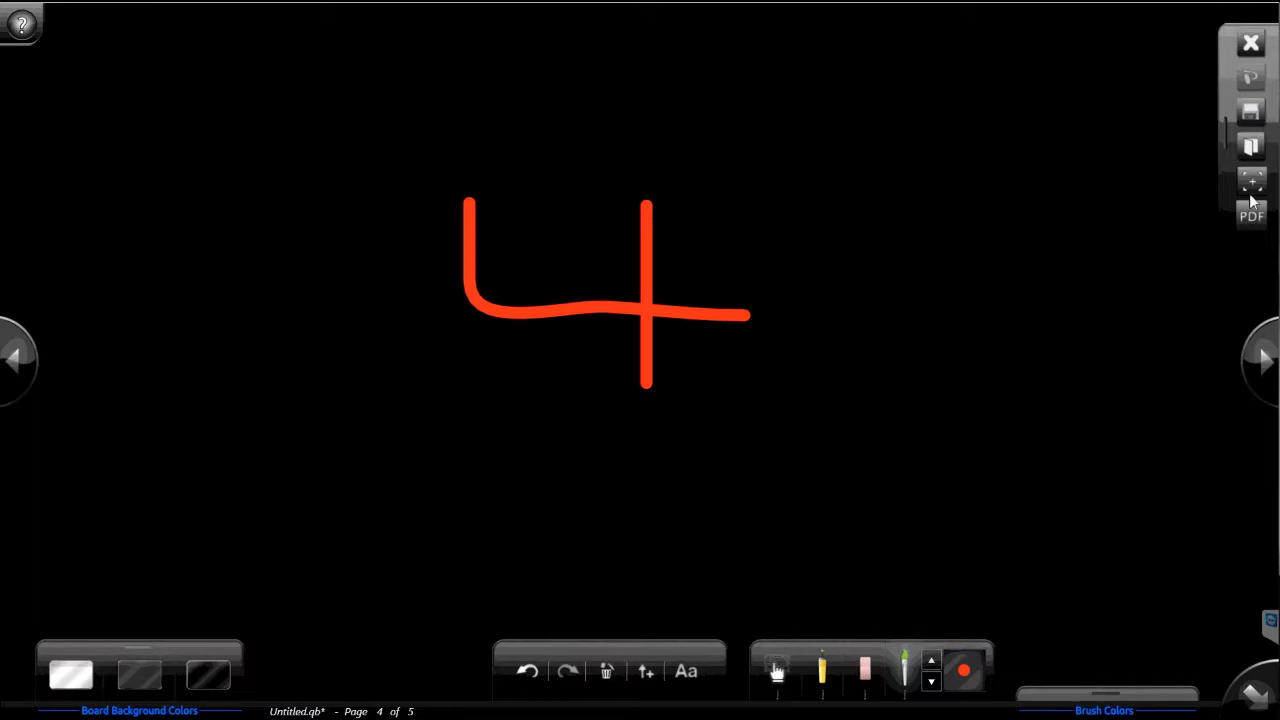 ?
4
PDF
Aa
Board Background Colors
Untitled.qb* - Page 4 of 5
Brush Colors